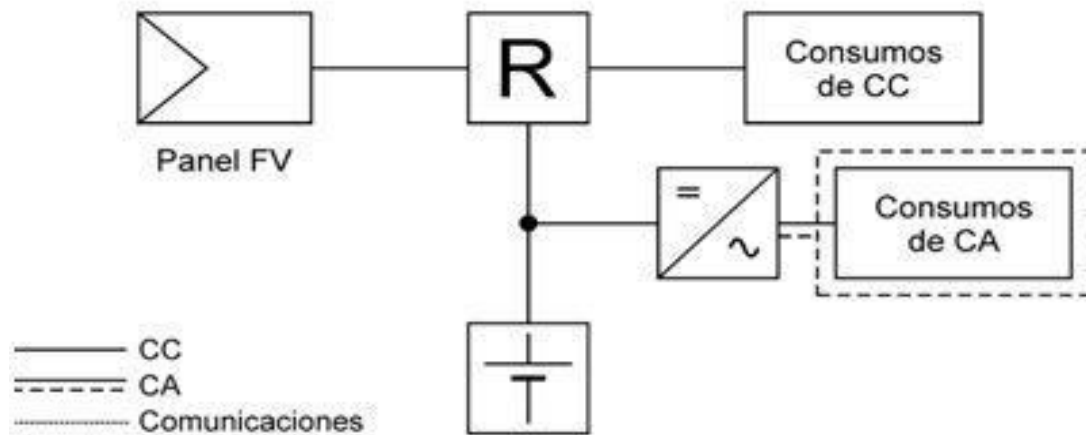 R
Consumos
de CC
Panel FV
=
~
Consumos
de CA
CC
CA
Comunicaciones